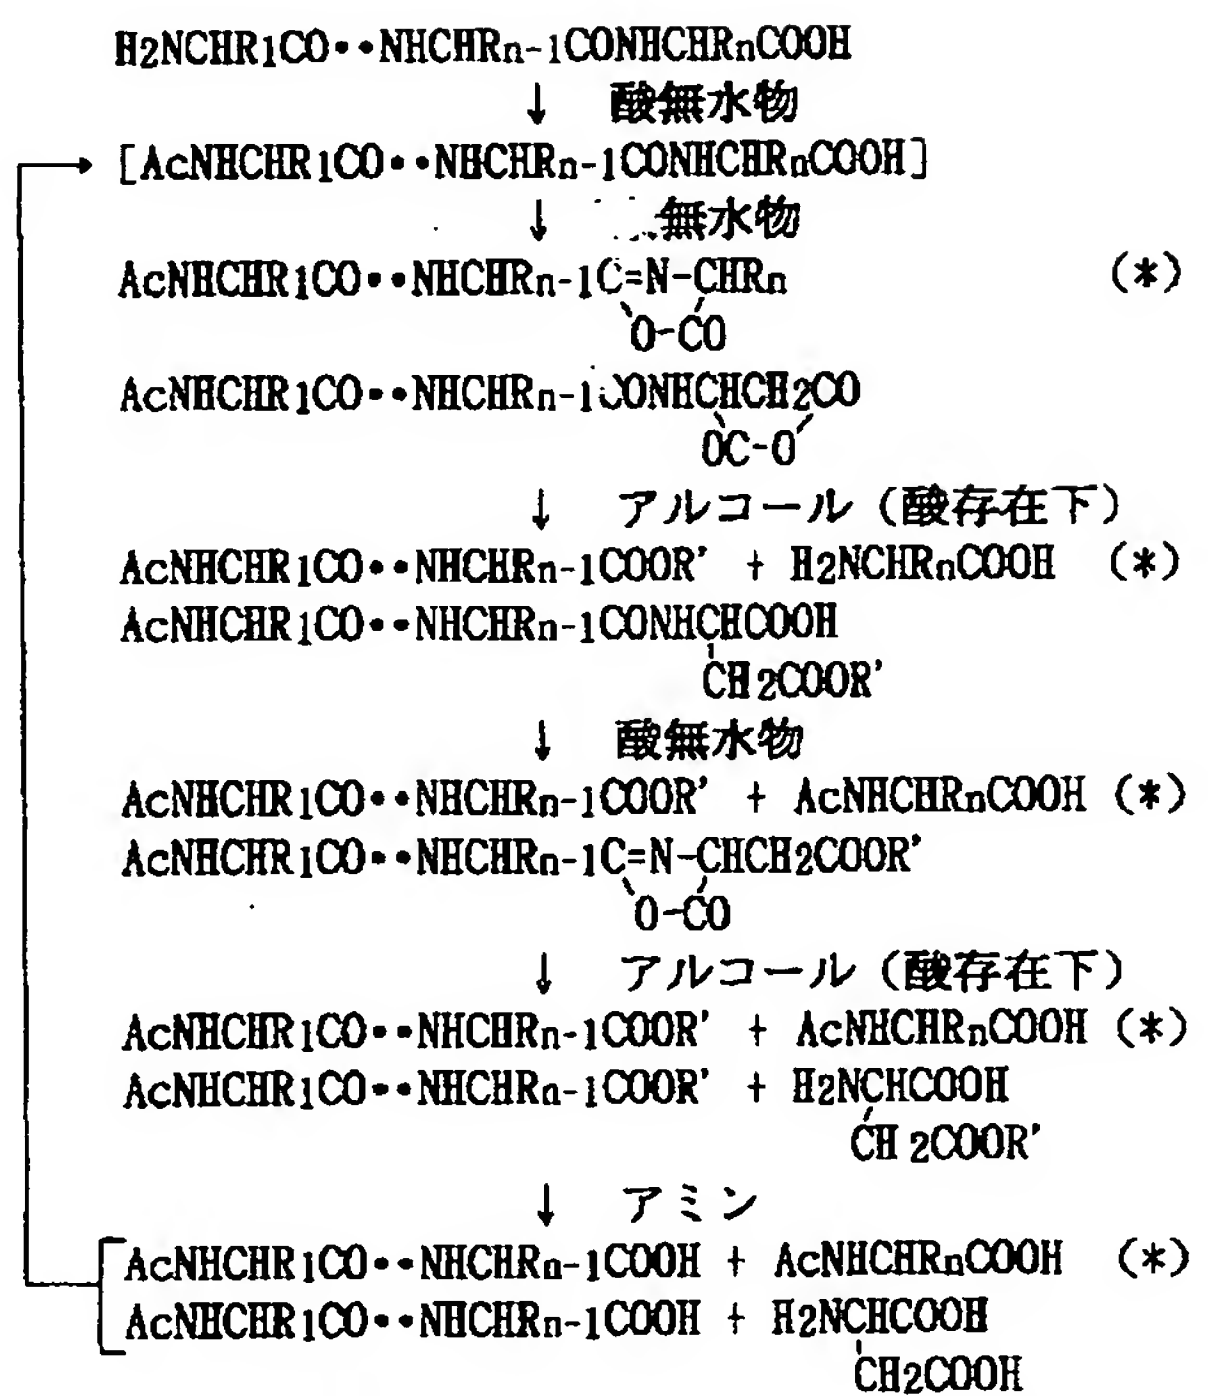 H2NCHR1CO••NHCHRn-1CONHCHRnCOOH
↓ 酸無水物
[AcNHCHR1CO••NHCHRn-1CONHCHRnCOOH]
↓ 無水物
AcNHCHR1CO••NHCHRn-1C=N-CHRn (*)
O-CO
AcNHCHR1CO••NHCHRn-1CONHCHCH2CO
OC-O
↓ アルコール(酸存在下)
AcNHCHR1CO••NHCHRn-1COOR' + H2NCHRnCOOH (*)
AcNHCHR1CO••NHCHRn-1CONHCHCOOH
CH2COOR'
↓ 酸無水物
AcNHCHR1CO••NHCHRn-1COOR' + AcNHCHRnCOOH (*)
AcNHCHR1CO••NHCHRn-1C=N-CHCH2COOR'
O-CO
↓ アルコール(酸存在下)
AcNHCHR1CO••NHCHRn-1COOR' + AcNHCHRnCOOH (*)
AcNHCHR1CO••NHCHRn-1COOR' + H2NCHCOOH
CH2COOR'
↓ アミン
AcNHCHR1CO••NHCHRn-1COOH + AcNHCHRnCOOH (*)
AcNHCHR1CO••NHCHRn-1COOH + H2NCHCOOH
CH2COOH